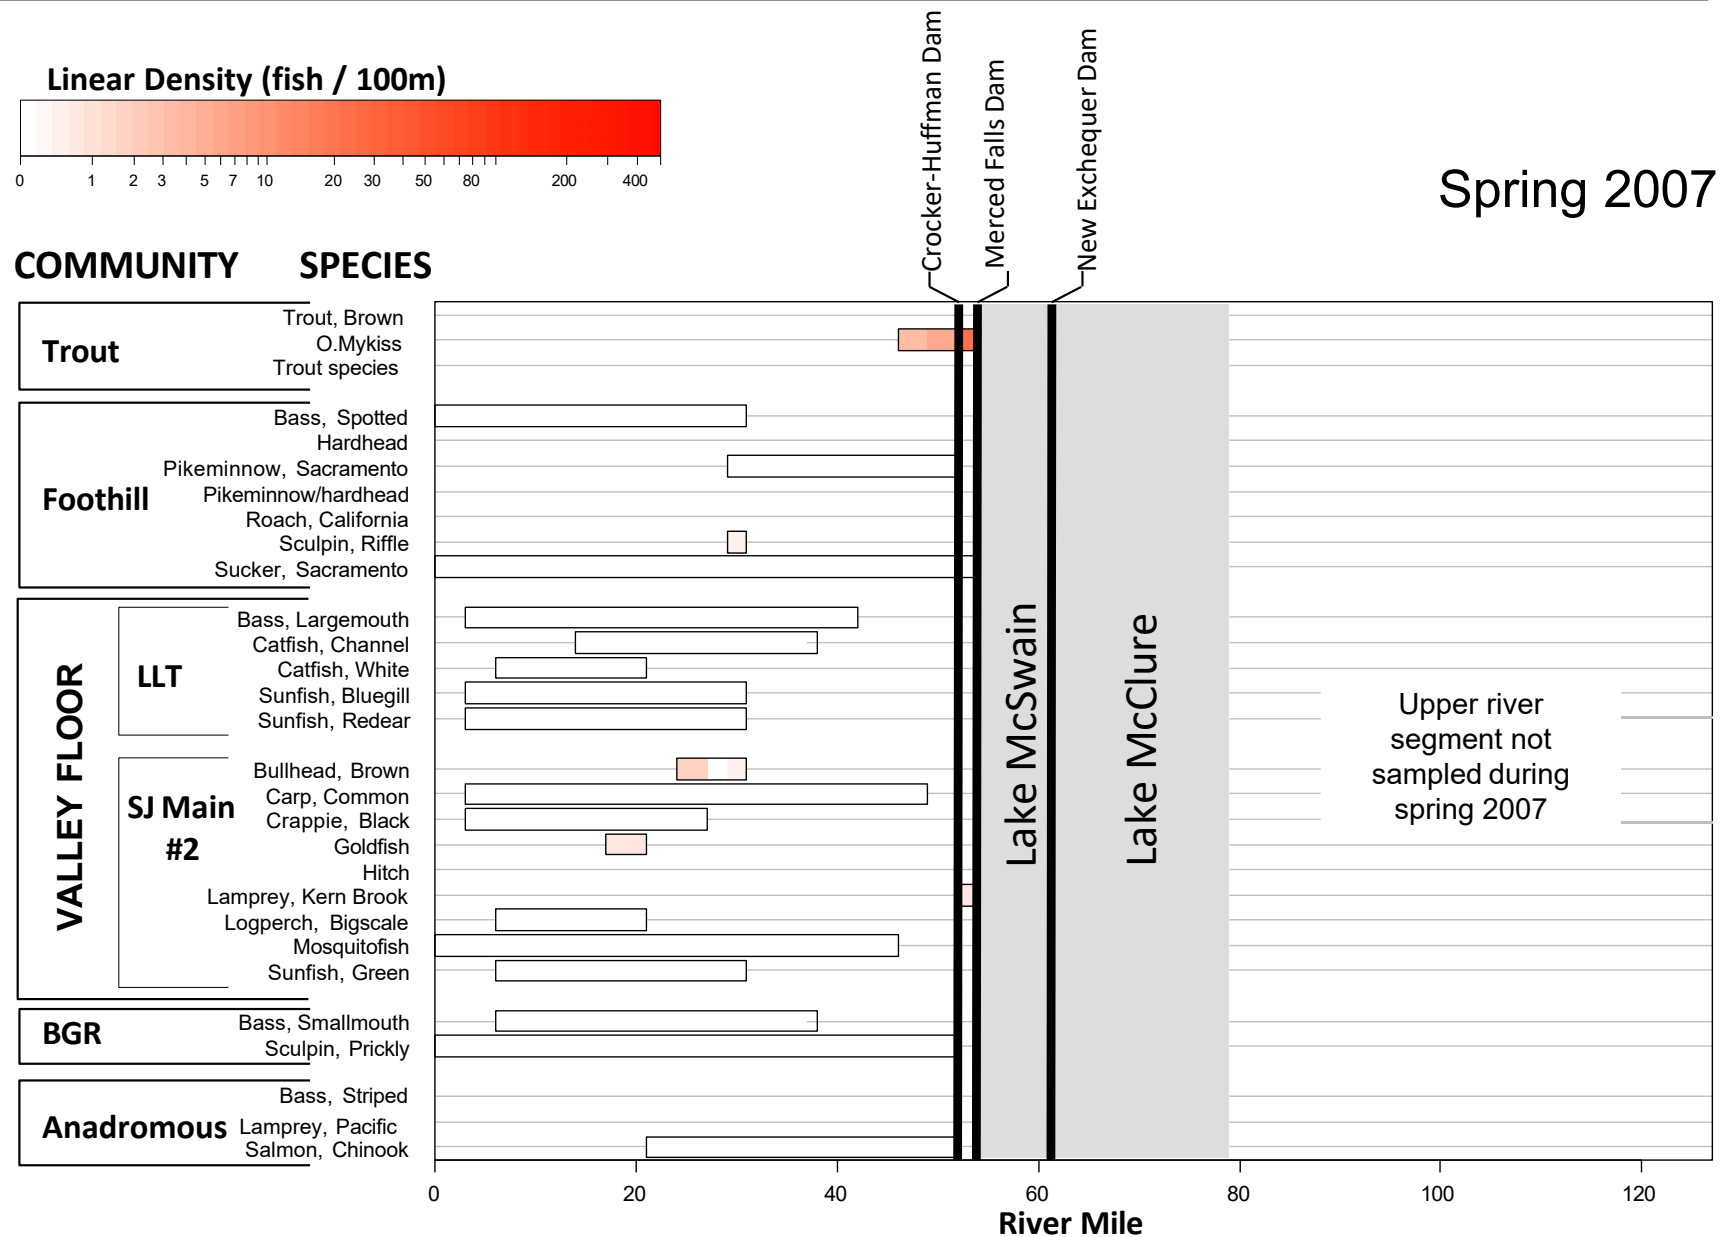 Linear Density (fish / 100m)
0 1 2 3 5 7 10 20 30 50 80 200 400
Crocker-Huffman Dam
Merced Falls Dam
New Exchequer Dam
Spring 2007
COMMUNITY SPECIES
Trout
Trout, Brown
O.Mykiss
Trout species
Foothill
Bass, Spotted
Hardhead
Pikeminnow, Sacramento
Pikeminnow/hardhead
Roach, California
Sculpin, Riffle
Sucker, Sacramento
VALLEY FLOOR
LLT
Bass, Largemouth
Catfish, Channel
Catfish, White
Sunfish, Bluegill
Sunfish, Redear
SJ Main
#2
Bullhead, Brown
Carp, Common
Crappie, Black
Goldfish
Hitch
Lamprey, Kern Brook
Logperch, Bigscale
Mosquitofish
Sunfish, Green
BGR
Bass, Smallmouth
Sculpin, Prickly
Anadromous
Bass, Striped
Lamprey, Pacific
Salmon, Chinook
Lake McSwain
Lake McClure
Upper river
segment not
sampled during
spring 2007
0 20 40 60 80 100 120
River Mile